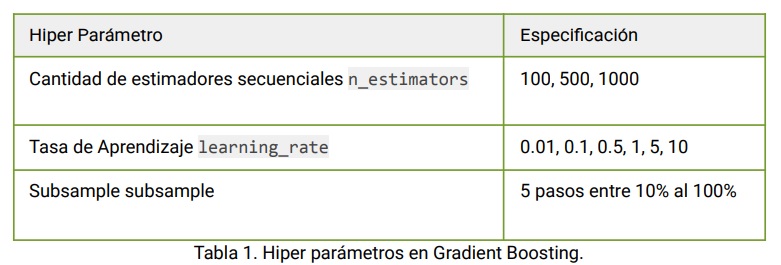 Hiper Parámetro Especificación
Cantidad de estimadores secuenciales n_estimators 100, 500, 1000
Tasa de Aprendizaje learning_rate 0.01, 0.1, 0.5, 1, 5, 10
Subsample subsample 5 pasos entre 10% al 100%
Tabla 1. Hiper parámetros en Gradient Boosting.